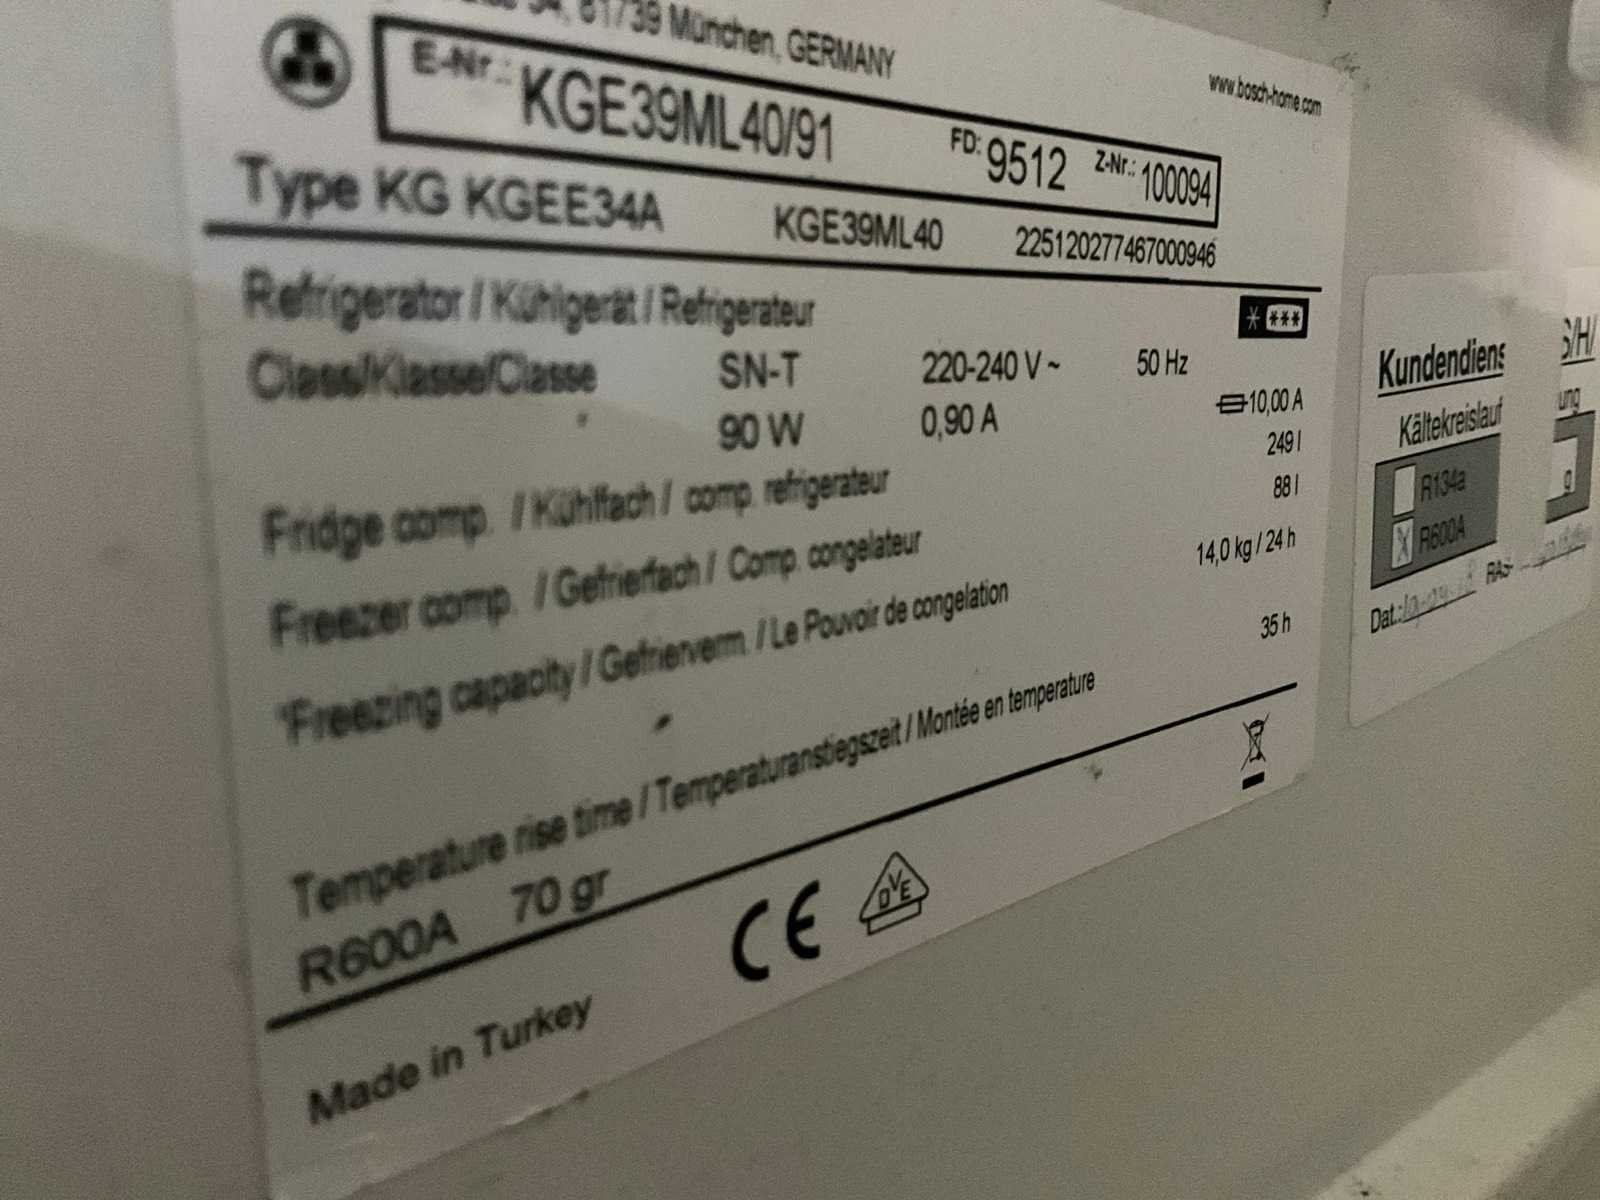 34, 81739 München, GERMANY
www.bosch-home.com
E-Nr.: KGE39ML40/91 FD: 9512 Z-Nr.: 100094
Type KG KGEE34A KGE39ML40 225120277467000946
Refrigerator / Kühlgerät / Refrigerateur
Class/Klasse/Classe SN-T 220-240 V ~ 50 Hz
90 W 0,90 A 10,00 A
Fridge comp. / Kühlfach / comp. refrigerateur 249 l
Freezer comp. / Gefrierfach / Comp. congelateur 88 l
*Freezing capacity / Gefrierverm. / Le Pouvoir de congelation 14,0 kg / 24 h
Temperature rise time / Temperaturanstiegszeit / Montée en temperature 35 h
R600A 70 gr
Made in Turkey
CE
DVE
Kundendiens
S/H/
Kältekreislauf
ung
R134a
g
R600A
Dat.: